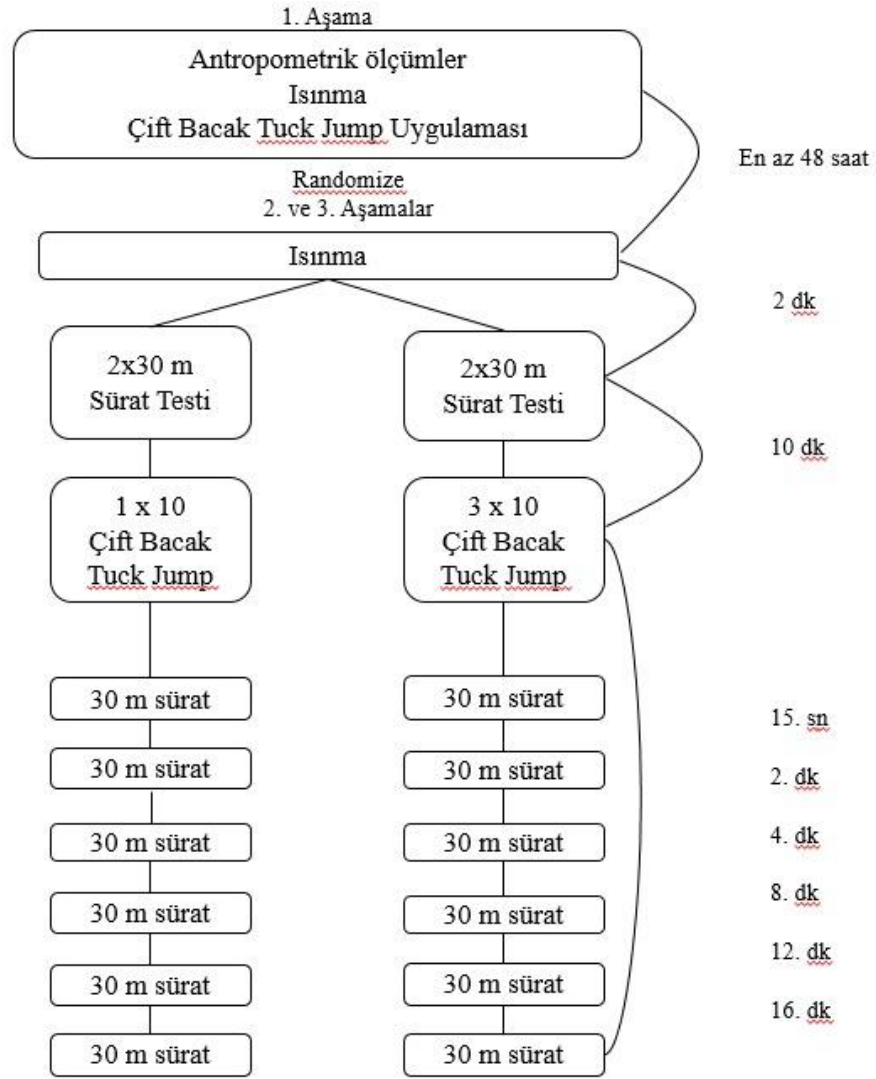 1. Aşama
Antropometrik ölçümler
Isınma
Çift Bacak Tuck Jump Uygulaması
En az 48 saat
Randomize
2. ve 3. Aşamalar
Isınma
2 dk
2x30 m
Sürat Testi
2x30 m
Sürat Testi
10 dk
1 x 10
Çift Bacak
Tuck Jump
3 x 10
Çift Bacak
Tuck Jump
30 m sürat
30 m sürat
15. sn
30 m sürat
30 m sürat
2. dk
30 m sürat
30 m sürat
4. dk
30 m sürat
30 m sürat
8. dk
30 m sürat
30 m sürat
12. dk
30 m sürat
30 m sürat
16. dk